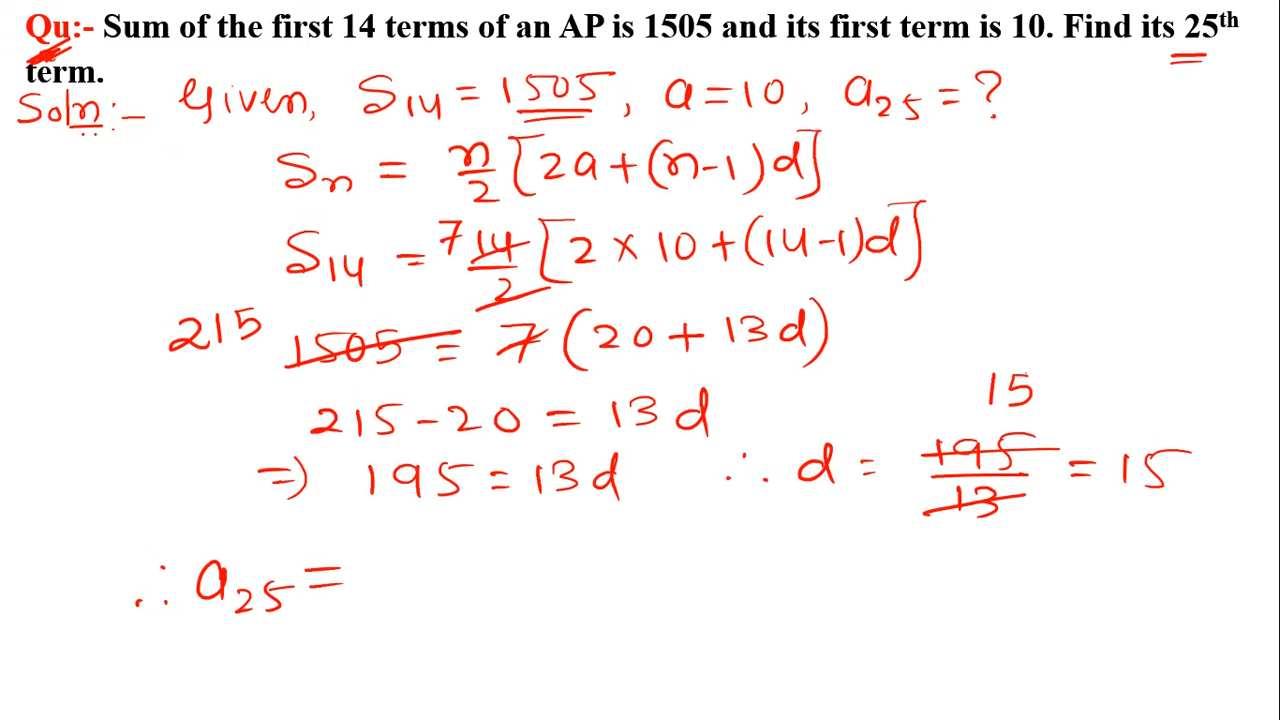 Qu:- Sum of the first 14 terms of an AP is 1505 and its first term is 10. Find its 25th
term.
Soln:- Given, S14 = 1505, a = 10, a25 = ?
Sn = n/2 [2a + (n-1)d]
S14 = 7 14/2 [2 × 10 + (14-1)d]
215 1505 = 7 (20 + 13d)
215 - 20 = 13d
15
=> 195 = 13d ∴ d = 195/13 = 15
∴ a25 =